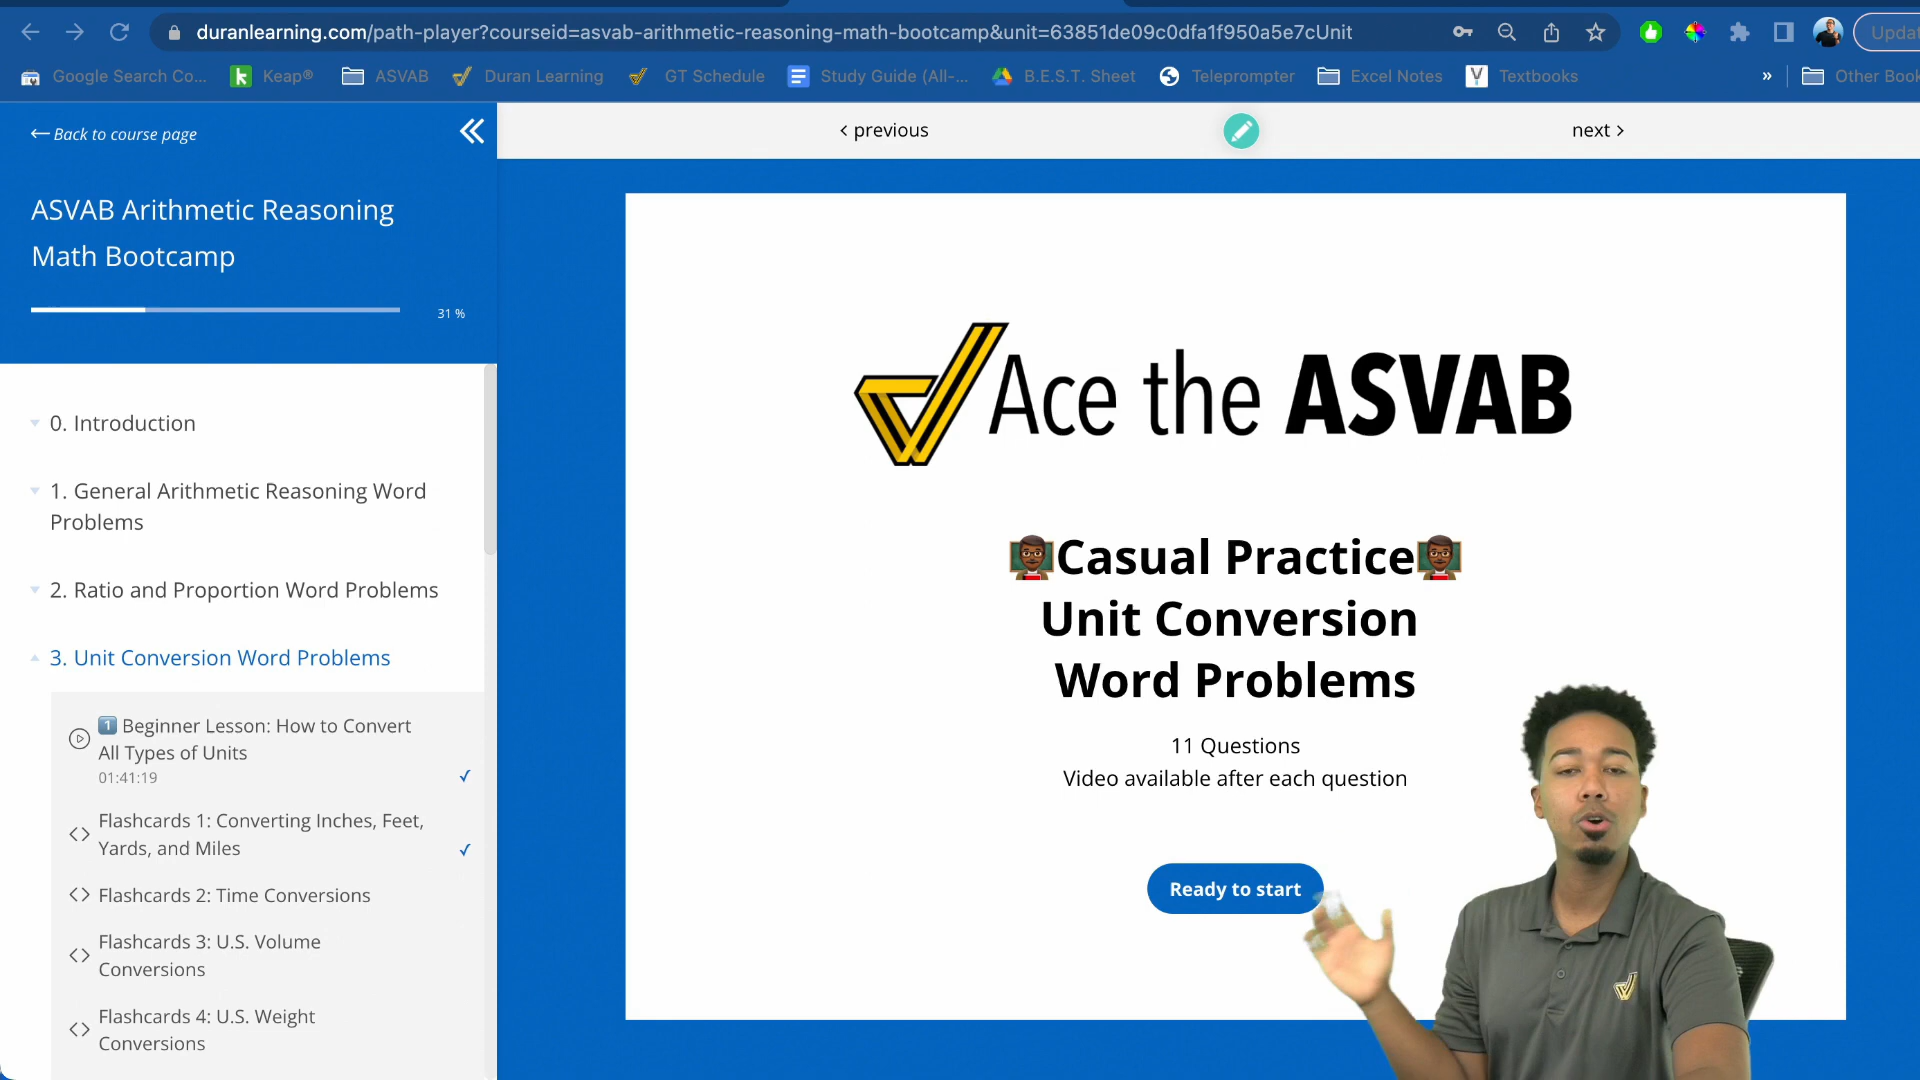 duranlearning.com/path-player?courseid=asvab-arithmetic-reasoning-math-bootcamp&unit=63851de09c0dfa1f950a5e7cUnit
Updat
Google Search Co...
Keap®
ASVAB
Duran Learning
GT Schedule
Study Guide (All-...
B.E.S.T. Sheet
Teleprompter
Excel Notes
Textbooks
»
Other Book
← Back to course page
‹ previous
next ›
ASVAB Arithmetic Reasoning
Math Bootcamp
31 %
0. Introduction
1. General Arithmetic Reasoning Word
Problems
2. Ratio and Proportion Word Problems
3. Unit Conversion Word Problems
1 Beginner Lesson: How to Convert
All Types of Units
01:41:19
Flashcards 1: Converting Inches, Feet,
Yards, and Miles
Flashcards 2: Time Conversions
Flashcards 3: U.S. Volume
Conversions
Flashcards 4: U.S. Weight
Conversions
Ace the ASVAB
Casual Practice
Unit Conversion
Word Problems
11 Questions
Video available after each question
Ready to start